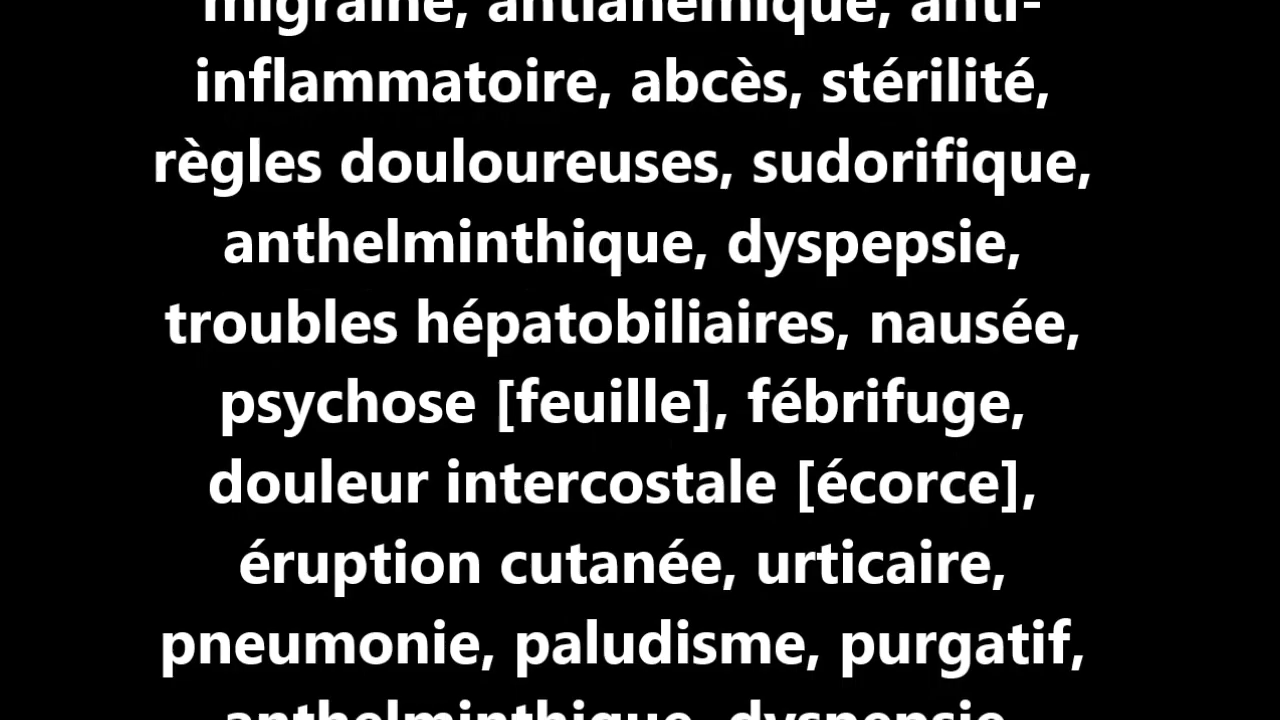 migraine, antianémique, anti-
inflammatoire, abcès, stérilité,
règles douloureuses, sudorifique,
anthelminthique, dyspepsie,
troubles hépatobiliaires, nausée,
psychose [feuille], fébrifuge,
douleur intercostale [écorce],
éruption cutanée, urticaire,
pneumonie, paludisme, purgatif,
anthelminthique, dyspepsie,